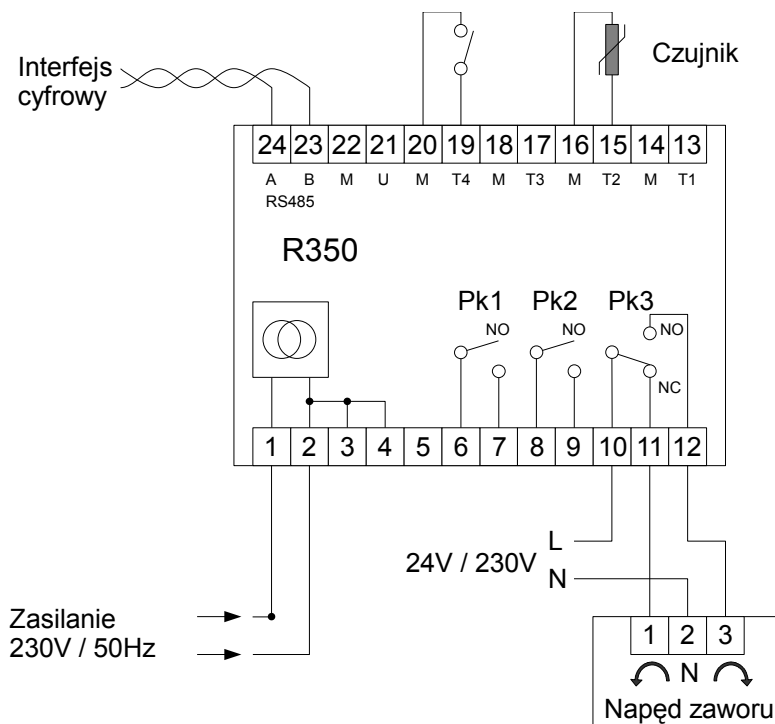 Interfejs
cyfrowy
Czujnik
24 23 22 21 20 19 18 17 16 15 14 13
A B M U M T4 M T3 M T2 M T1
RS485
R350
Pk1 Pk2 Pk3
NO NO NO
NC
1 2 3 4 5 6 7 8 9 10 11 12
L
24V / 230V
N
Zasilanie
230V / 50Hz
1 2 3
N
Napęd zaworu